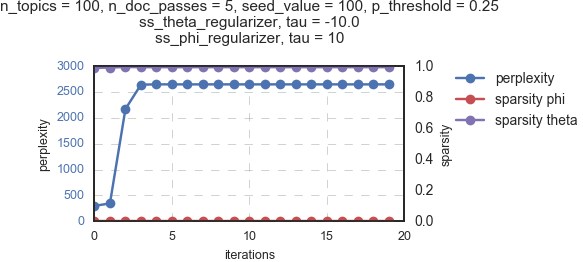 n_topics = 100, n_doc_passes = 5, seed_value = 100, p_threshold = 0.25
ss_theta_regularizer, tau = -10.0
ss_phi_regularizer, tau = 10
3000
2500
2000
1500
1000
500
0
perplexity
1.0
0.8
0.6
0.4
0.2
0.0
sparsity
0
5
10
15
20
iterations
perplexity
sparsity phi
sparsity theta